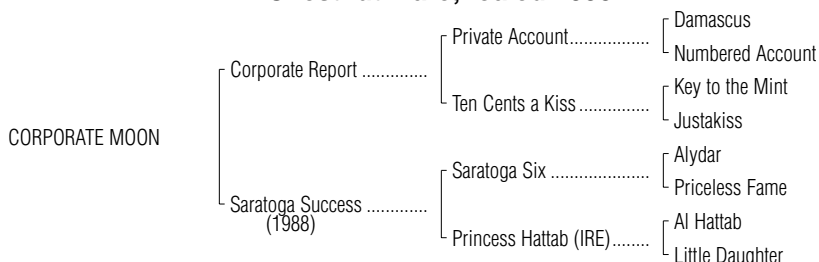 Damascus
Private Account.................
Numbered Account
Corporate Report ..............
Key to the Mint
Ten Cents a Kiss ...............
Justakiss
CORPORATE MOON
Alydar
Saratoga Six .....................
Priceless Fame
Saratoga Success .............
(1988)
Al Hattab
Princess Hattab (IRE)........
Little Daughter